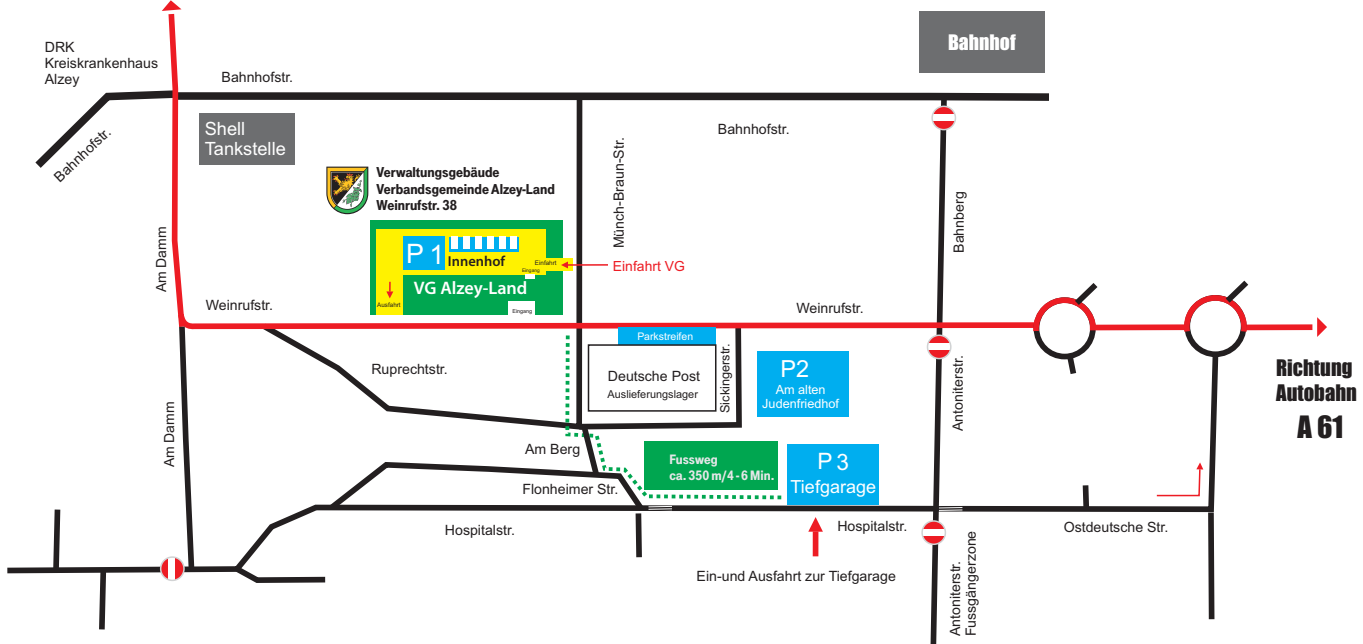 DRK
Kreiskrankenhaus
Alzey
Bahnhofstr.
Bahnhof
Bahnhofstr.
Shell
Tankstelle
Bahnhofstr.
Verwaltungsgebäude
Verbandsgemeinde Alzey-Land
Weinrufstr. 38
Münch-Braun-Str.
Bahnberg
Am Damm
P 1
Innenhof
Einfahrt
Eingang
Einfahrt VG
VG Alzey-Land
Ausfahrt
Eingang
Weinrufstr.
Weinrufstr.
Parkstreifen
Ruprechtstr.
Deutsche Post
Auslieferungslager
Sickingerstr.
P2
Am alten
Judenfriedhof
Antoniterstr.
Richtung
Autobahn
A 61
Am Damm
Am Berg
Fussweg
ca. 350 m/4 - 6 Min.
P 3
Tiefgarage
Flonheimer Str.
Hospitalstr.
Hospitalstr.
Ostdeutsche Str.
Ein-und Ausfahrt zur Tiefgarage
Antoniterstr.
Fussgängerzone